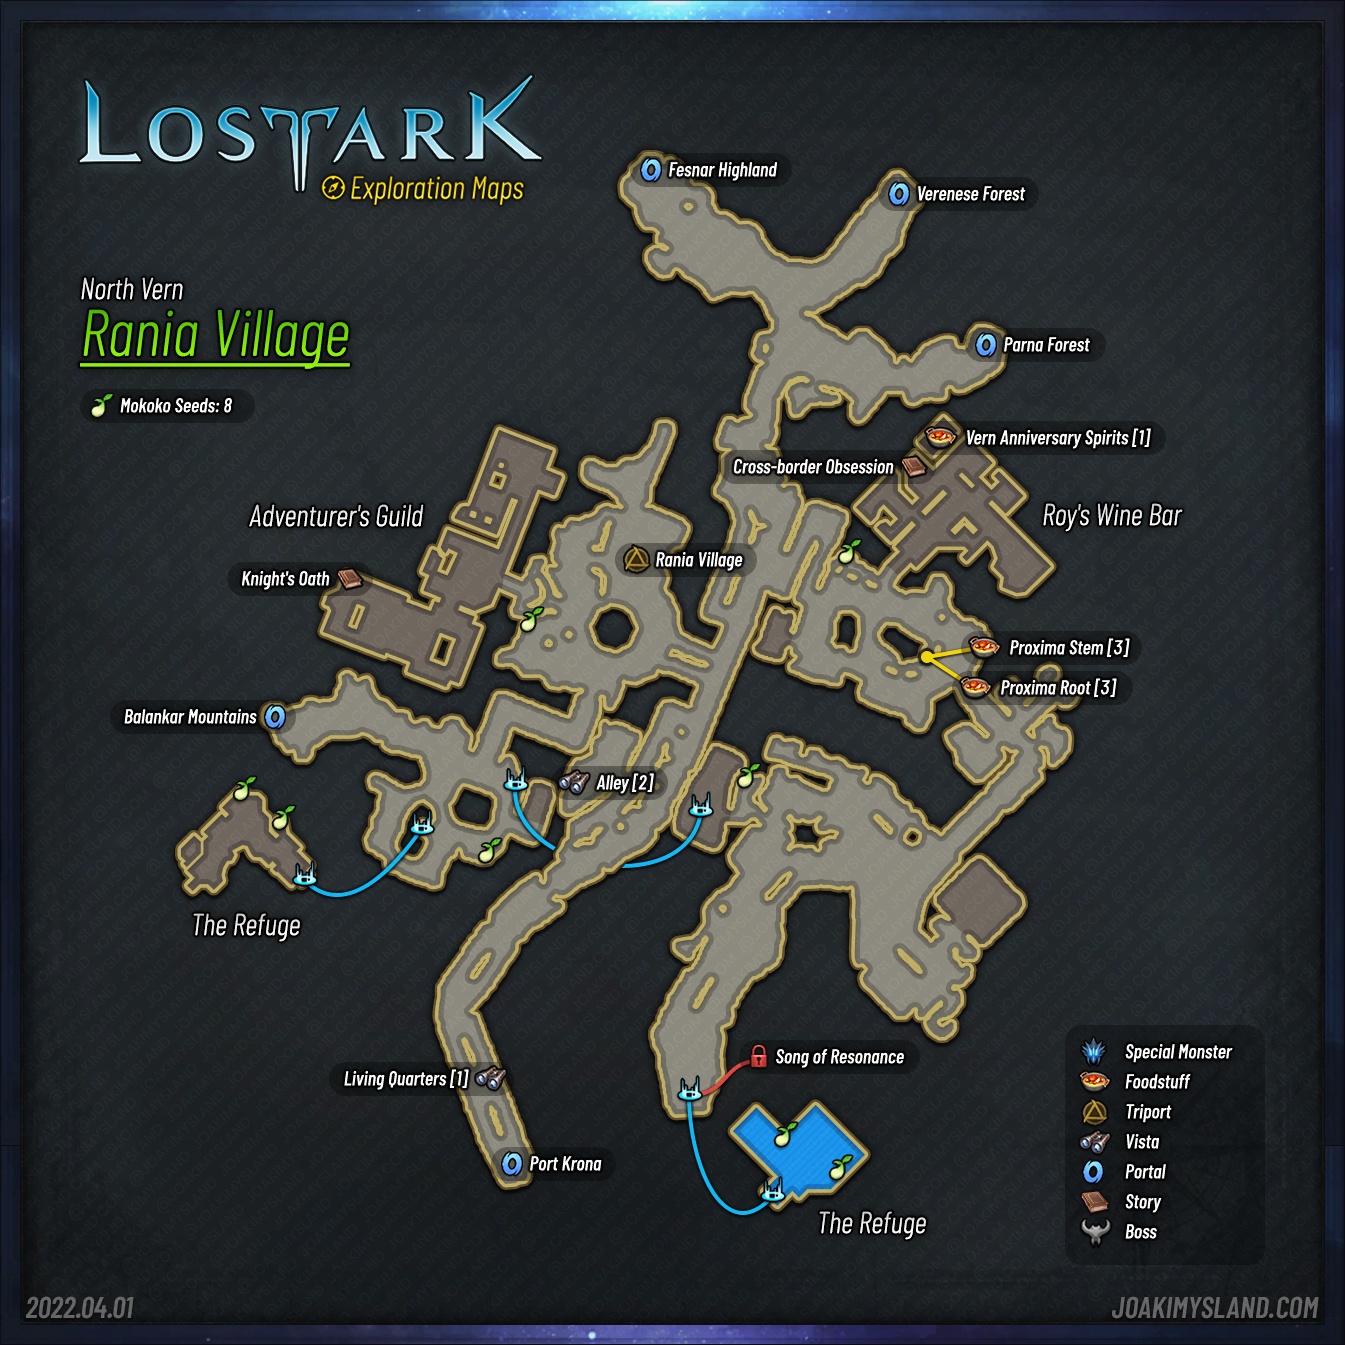 LOSTARK
Exploration Maps
North Vern
Rania Village
Mokoko Seeds: 8
Fesnar Highland
Verenese Forest
Parna Forest
Vern Anniversary Spirits [1]
Cross-border Obsession
Adventurer's Guild
Roy's Wine Bar
Rania Village
Knight's Oath
Proxima Stem [3]
Proxima Root [3]
Balankar Mountains
Alley [2]
The Refuge
Living Quarters [1]
Song of Resonance
Port Krona
The Refuge
Special Monster
Foodstuff
Triport
Vista
Portal
Story
Boss
2022.04.01
JOAKIMYSLAND.COM